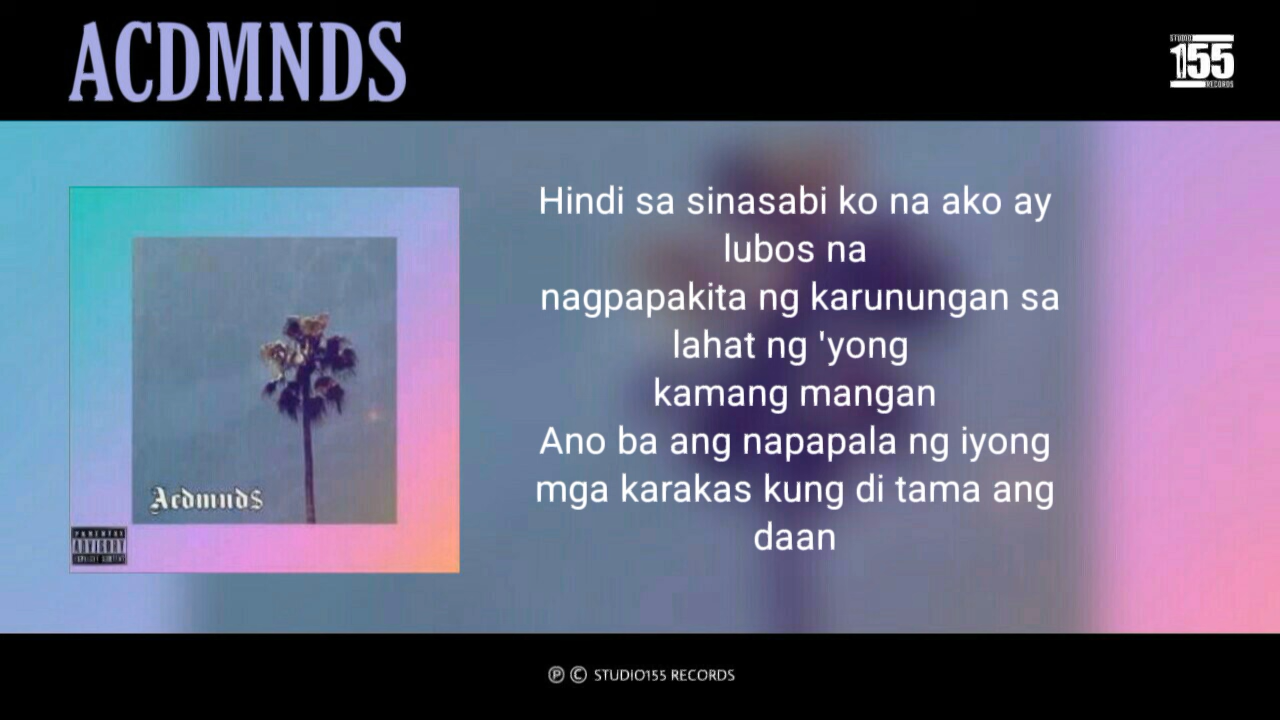 ACDMNDS
STUDIO
155
RECORDS
Hindi sa sinasabi ko na ako ay
lubos na
nagpapakita ng karunungan sa
lahat ng 'yong
kamang mangan
Ano ba ang napapala ng iyong
mga karakas kung di tama ang
daan
Acdmnd$
PARENTAL
ADVISORY
EXPLICIT CONTENT
Ⓟ © STUDIO155 RECORDS